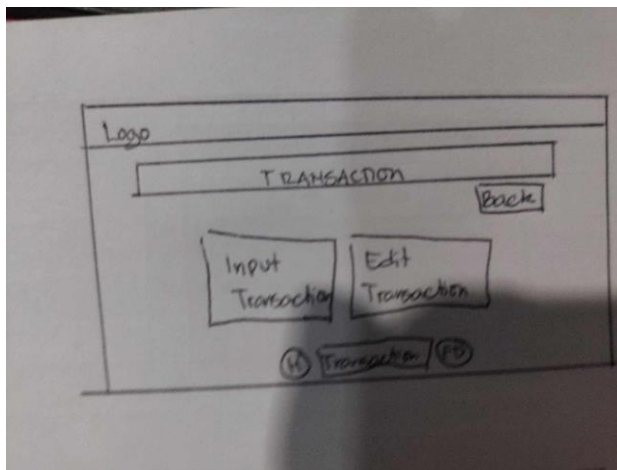 Logo
TRANSACTION
Back
Input
Transaction
Edit
Transaction
H Transaction